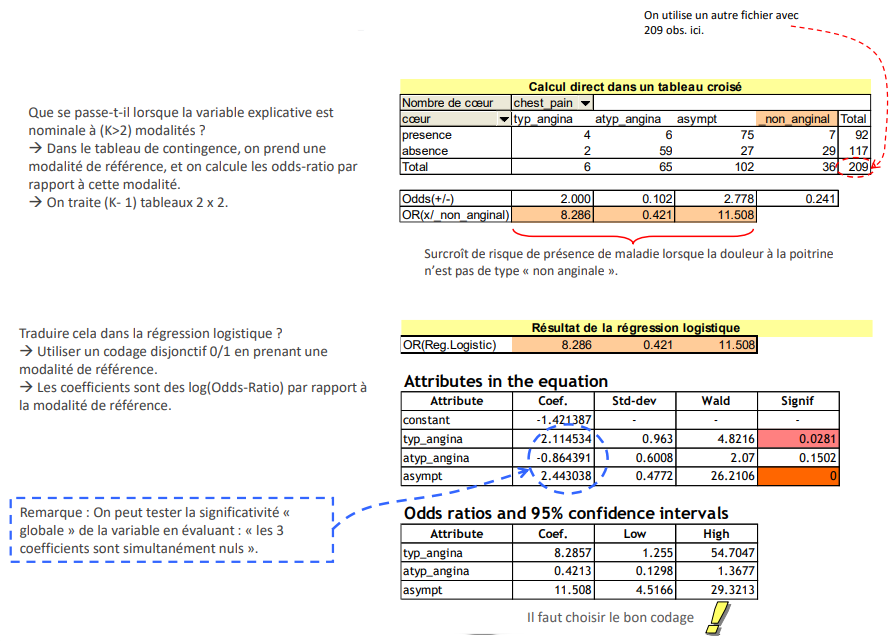 On utilise un autre fichier avec
209 obs. ici.
Que se passe-t-il lorsque la variable explicative est
nominale à (K>2) modalités ?
→ Dans le tableau de contingence, on prend une
modalité de référence, et on calcule les odds-ratio par
rapport à cette modalité.
→ On traite (K- 1) tableaux 2 x 2.
Calcul direct dans un tableau croisé
Nombre de cœur chest_pain
cœur typ_angina atyp_angina asympt _non_anginal Total
presence 4 6 75 7 92
absence 2 59 27 29 117
Total 6 65 102 36 209
Odds(+/-) 2.000 0.102 2.778 0.241
OR(x/_non_anginal) 8.286 0.421 11.508
Surcroît de risque de présence de maladie lorsque la douleur à la poitrine
n'est pas de type « non anginale ».
Traduire cela dans la régression logistique ?
→ Utiliser un codage disjonctif 0/1 en prenant une
modalité de référence.
→ Les coefficients sont des log(Odds-Ratio) par rapport à
la modalité de référence.
Résultat de la régression logistique
OR(Reg.Logistic) 8.286 0.421 11.508
Attributes in the equation
Attribute Coef. Std-dev Wald Signif
constant -1.421387 - - -
typ_angina 2.114534 0.963 4.8216 0.0281
atyp_angina -0.864391 0.6008 2.07 0.1502
asympt 2.443038 0.4772 26.2106 0
Remarque : On peut tester la significativité «
globale » de la variable en évaluant : « les 3
coefficients sont simultanément nuls ».
Odds ratios and 95% confidence intervals
Attribute Coef. Low High
typ_angina 8.2857 1.255 54.7047
atyp_angina 0.4213 0.1298 1.3677
asympt 11.508 4.5166 29.3213
Il faut choisir le bon codage